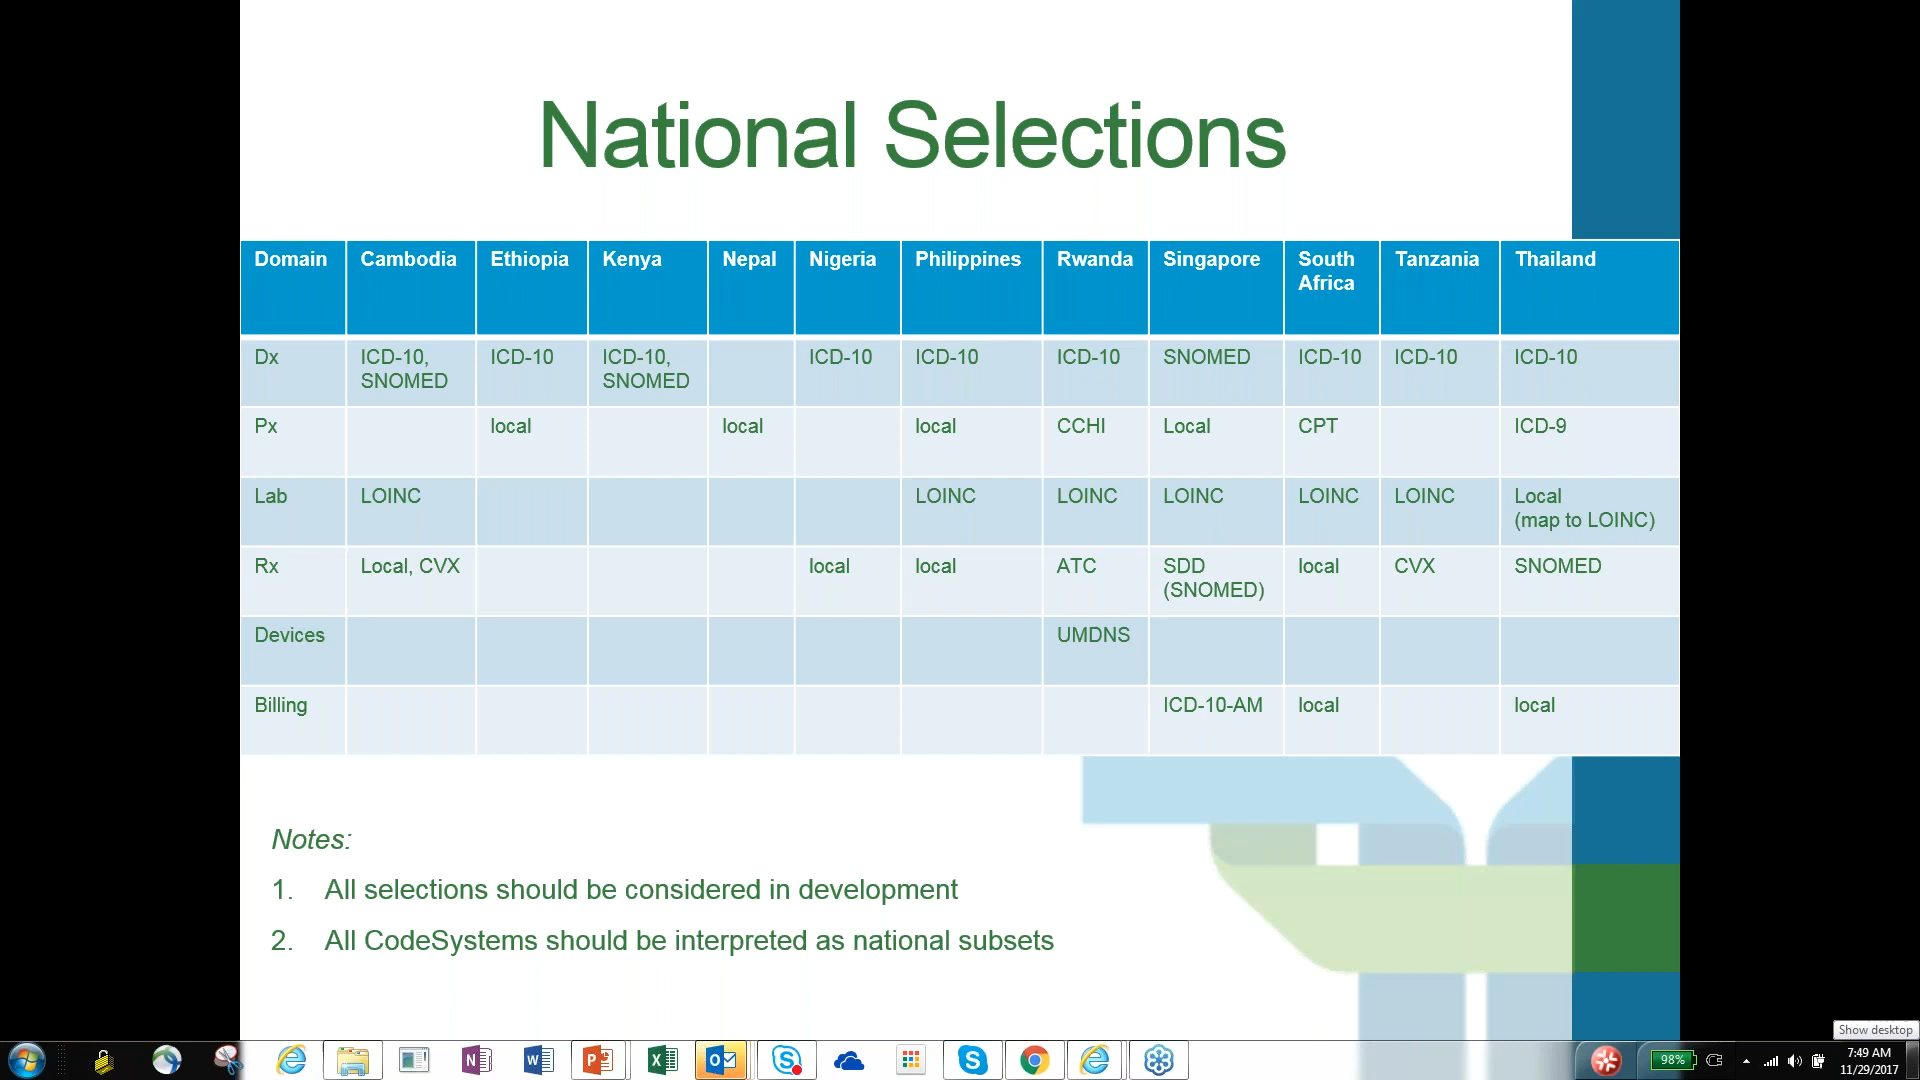 National Selections
Domain Cambodia Ethiopia Kenya Nepal Nigeria Philippines Rwanda Singapore South Africa Tanzania Thailand
Dx ICD-10, SNOMED ICD-10 ICD-10, SNOMED ICD-10 ICD-10 ICD-10 SNOMED ICD-10 ICD-10 ICD-10
Px local local local CCHI Local CPT ICD-9
Lab LOINC LOINC LOINC LOINC LOINC LOINC Local (map to LOINC)
Rx Local, CVX local local ATC SDD (SNOMED) local CVX SNOMED
Devices UMDNS
Billing ICD-10-AM local local
Notes:
1. All selections should be considered in development
2. All CodeSystems should be interpreted as national subsets
Show desktop
98%
7:49 AM
11/29/2017